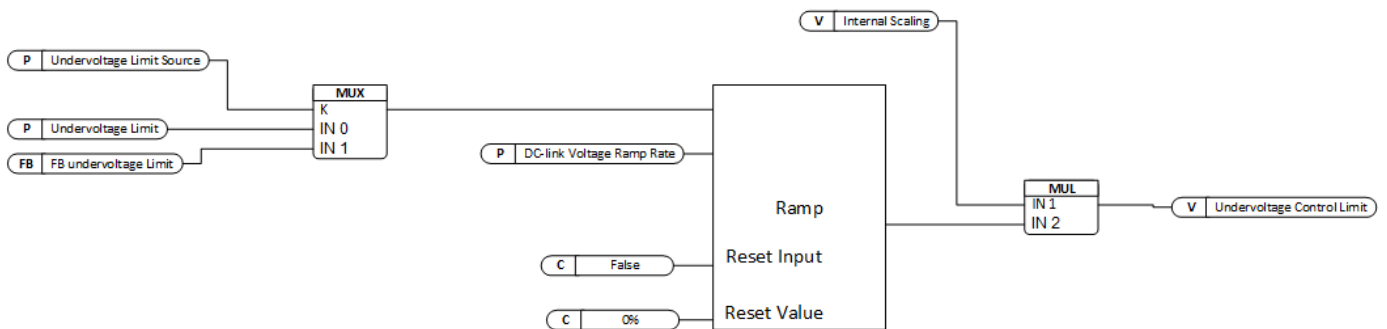 V Internal Scaling
P Undervoltage Limit Source
MUX
K
P Undervoltage Limit
IN 0
IN 1
FB FB undervoltage Limit
P DC-link Voltage Ramp Rate
MUL
IN 1
IN 2
V Undervoltage Control Limit
Ramp
Reset Input
C False
Reset Value
C 0%